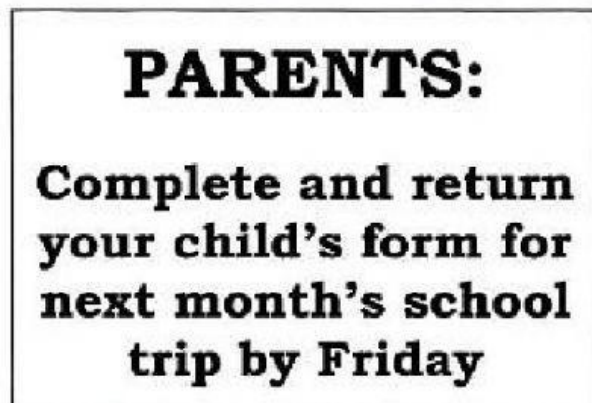 PARENTS:
Complete and return
your child's form for
next month's school
trip by Friday